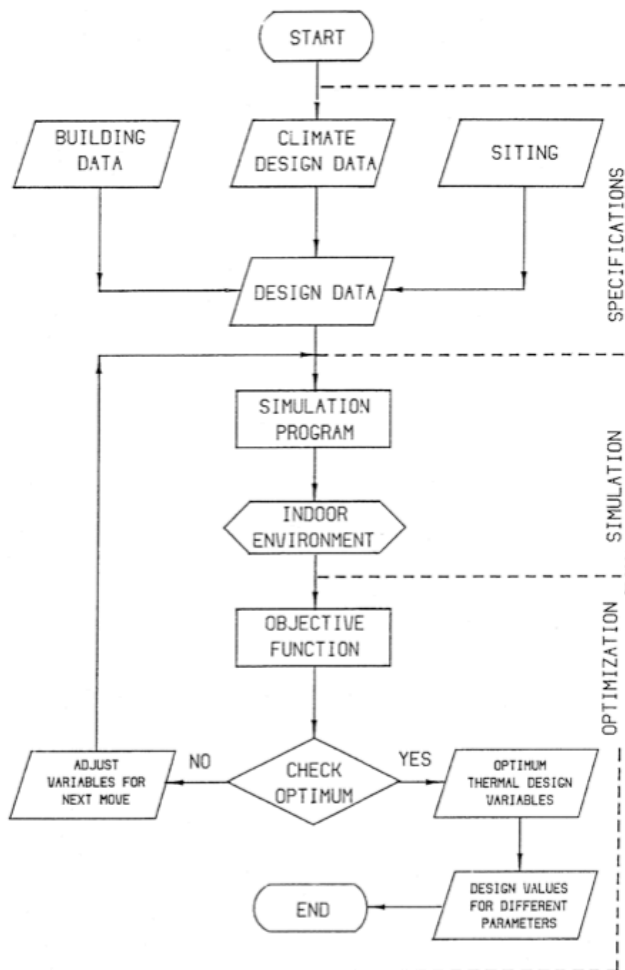 START
BUILDING
DATA
CLIMATE
DESIGN DATA
SITING
SPECIFICATIONS
DESIGN DATA
SIMULATION
PROGRAM
SIMULATION
INDOOR
ENVIRONMENT
OBJECTIVE
FUNCTION
OPTIMIZATION
ADJUST
VARIABLES FOR
NEXT MOVE
NO
CHECK
OPTIMUM
YES
OPTIMUM
THERMAL DESIGN
VARIABLES
DESIGN VALUES
FOR DIFFERENT
PARAMETERS
END